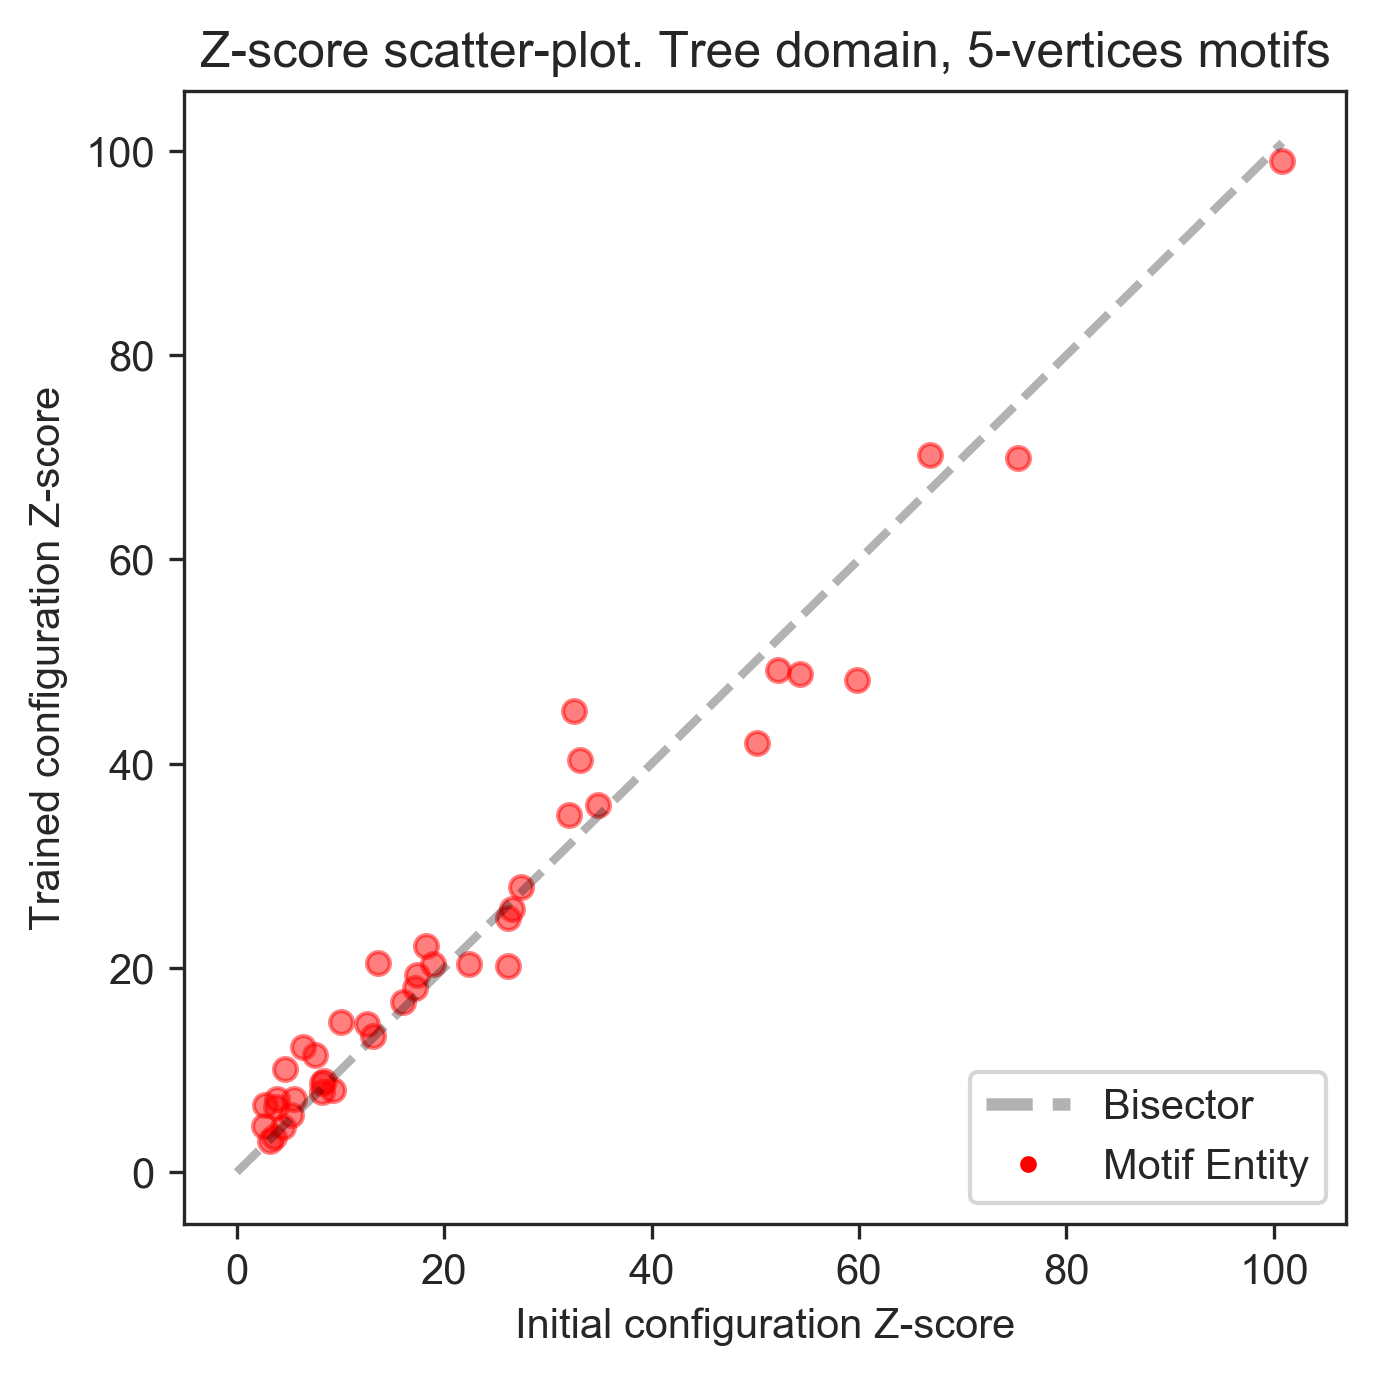 Z-score scatter-plot. Tree domain, 5-vertices motifs
100
80
60
40
20
0
Trained configuration Z-score
0 20 40 60 80 100
Initial configuration Z-score
Bisector
Motif Entity